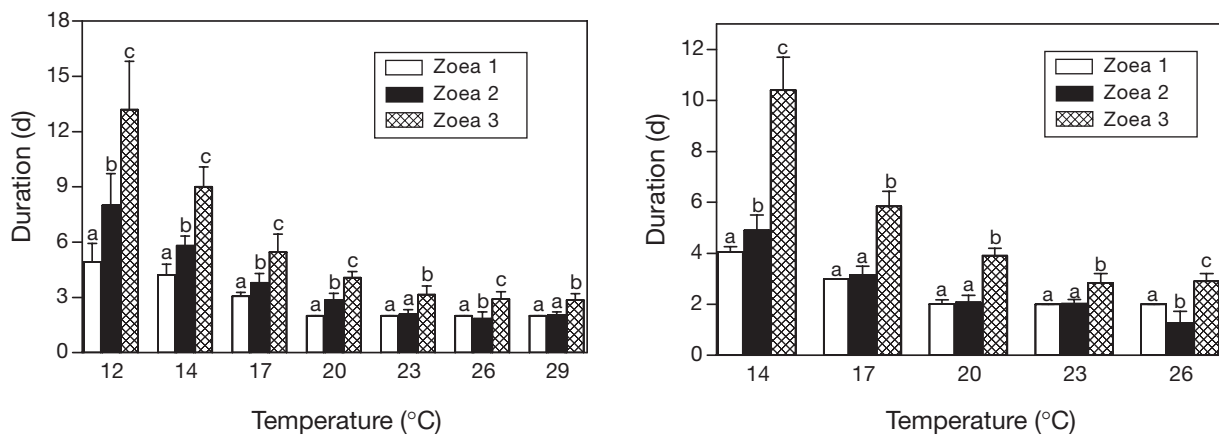 18
15
12
9
6
3
0
Duration (d)
Zoea 1
Zoea 2
Zoea 3
a b c
a b c
a b c
a b c
a a b
a b c
a a b
12 14 17 20 23 26 29
Temperature (°C)
12
10
8
6
4
2
0
Duration (d)
Zoea 1
Zoea 2
Zoea 3
a b c
a a b
a a b
a a b
a b c
14 17 20 23 26
Temperature (°C)